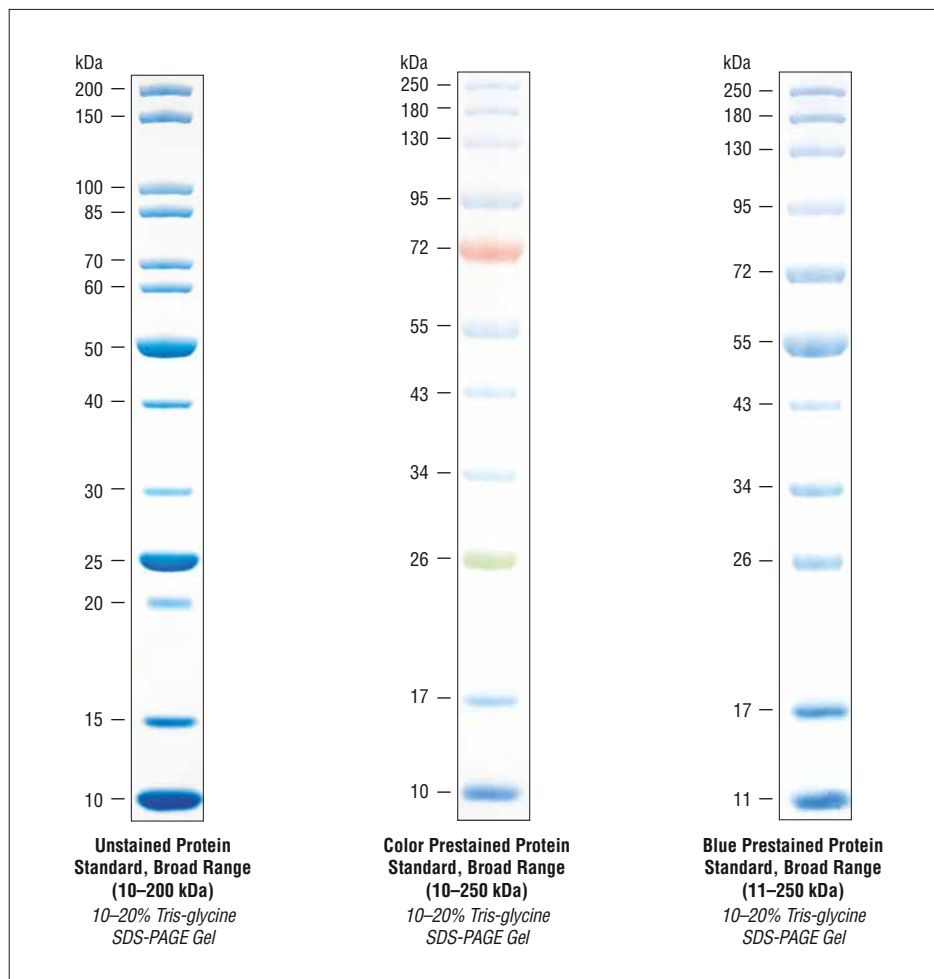 kDa
200
150
100
85
70
60
50
40
30
25
20
15
10
Unstained Protein
Standard, Broad Range
(10–200 kDa)
10–20% Tris-glycine
SDS-PAGE Gel
kDa
250
180
130
95
72
55
43
34
26
17
10
Color Prestained Protein
Standard, Broad Range
(10–250 kDa)
10–20% Tris-glycine
SDS-PAGE Gel
kDa
250
180
130
95
72
55
43
34
26
17
11
Blue Prestained Protein
Standard, Broad Range
(11–250 kDa)
10–20% Tris-glycine
SDS-PAGE Gel